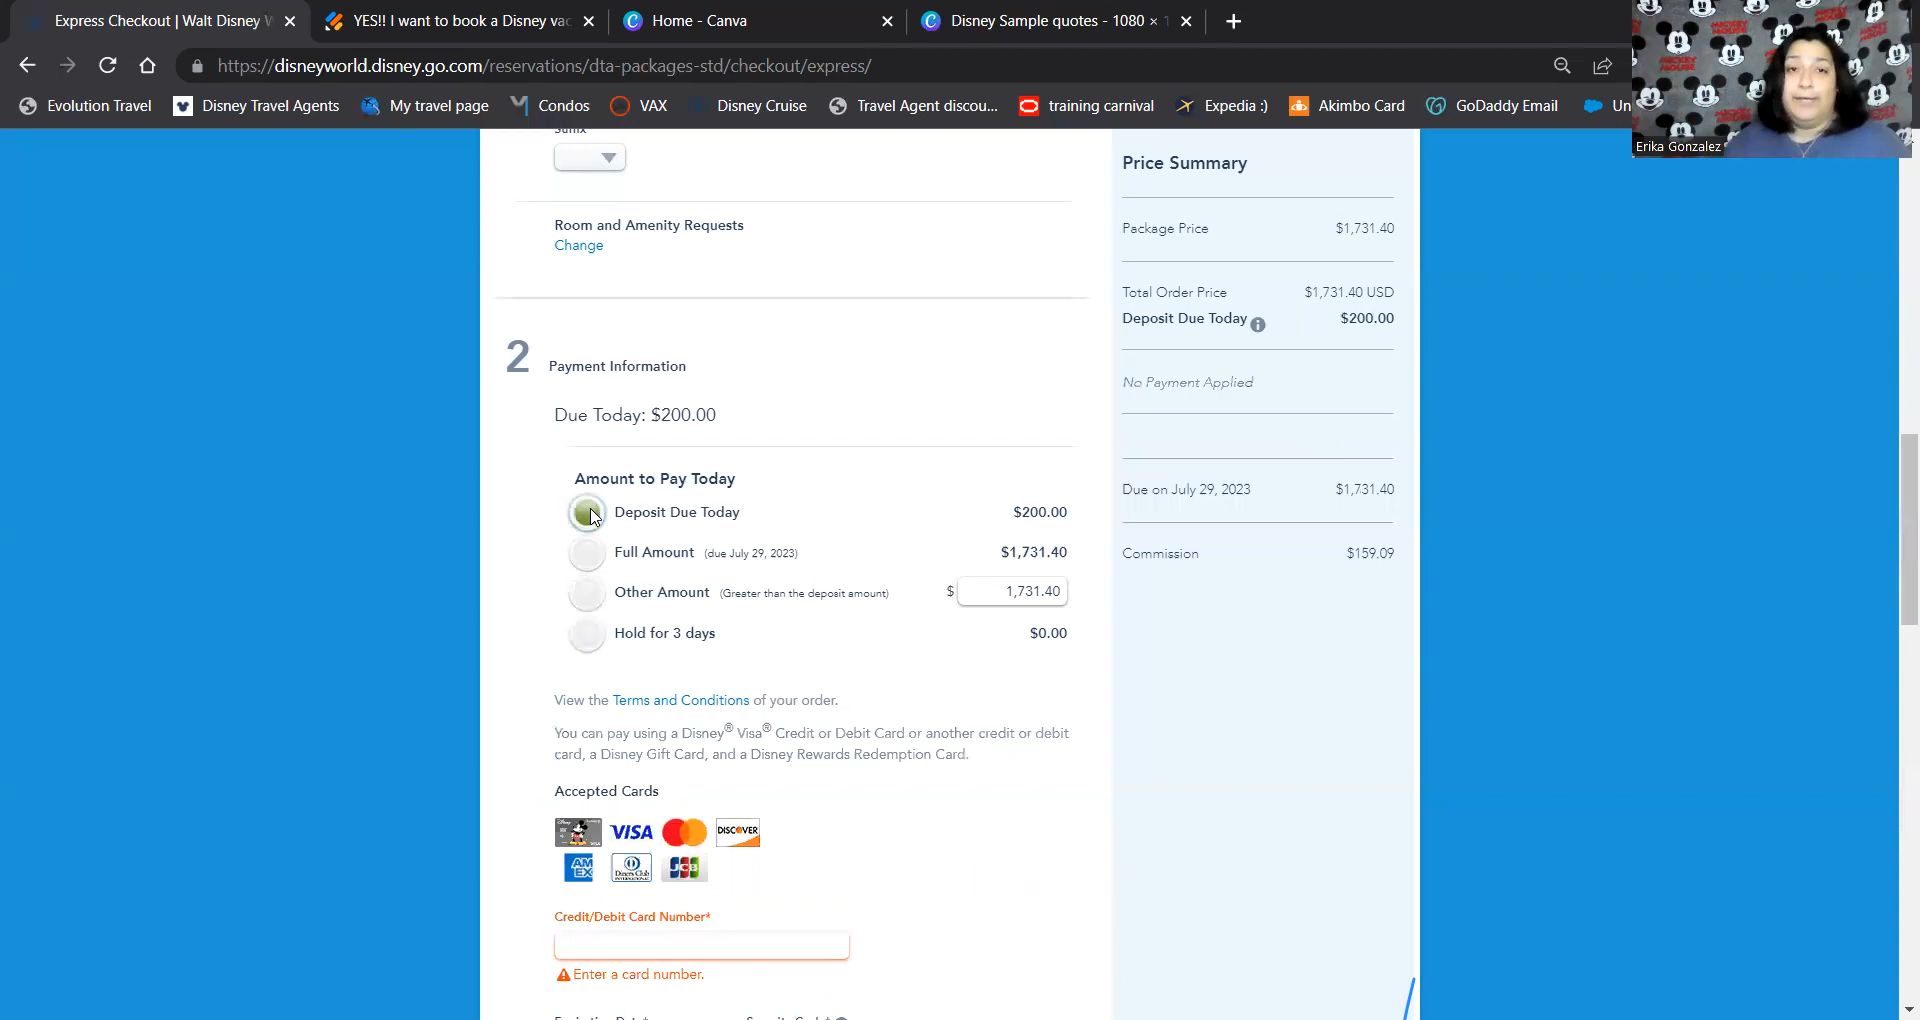 Express Checkout | Walt Disney W
YES!! I want to book a Disney vac
Home - Canva
Disney Sample quotes - 1080 × 1
https://disneyworld.disney.go.com/reservations/dta-packages-std/checkout/express/
Evolution Travel
Disney Travel Agents
My travel page
Condos
VAX
Disney Cruise
Travel Agent discou...
training carnival
Expedia :)
Akimbo Card
GoDaddy Email
Un
Erika Gonzalez
Suffix
Room and Amenity Requests
Change
2 Payment Information
Due Today: $200.00
Amount to Pay Today
Deposit Due Today $200.00
Full Amount (due July 29, 2023) $1,731.40
Other Amount (Greater than the deposit amount) $ 1,731.40
Hold for 3 days $0.00
View the Terms and Conditions of your order.
You can pay using a Disney® Visa® Credit or Debit Card or another credit or debit
card, a Disney Gift Card, and a Disney Rewards Redemption Card.
Accepted Cards
VISA
DISCOVER
AM
EX
Diners Club
INTERNATIONAL
JCB
Credit/Debit Card Number*
Enter a card number.
Price Summary
Package Price $1,731.40
Total Order Price $1,731.40 USD
Deposit Due Today $200.00
No Payment Applied
Due on July 29, 2023 $1,731.40
Commission $159.09